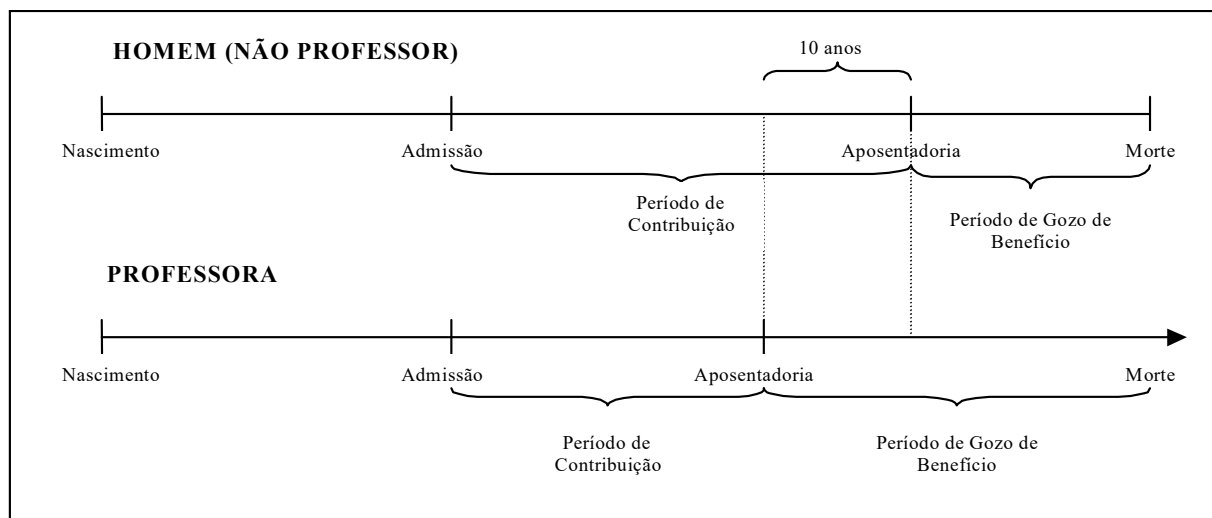 HOMEM (NÃO PROFESSOR)
10 anos
Nascimento
Admissão
Aposentadoria
Morte
Período de
Contribuição
Período de Gozo de
Benefício
PROFESSORA
Nascimento
Admissão
Aposentadoria
Morte
Período de
Contribuição
Período de Gozo de
Benefício